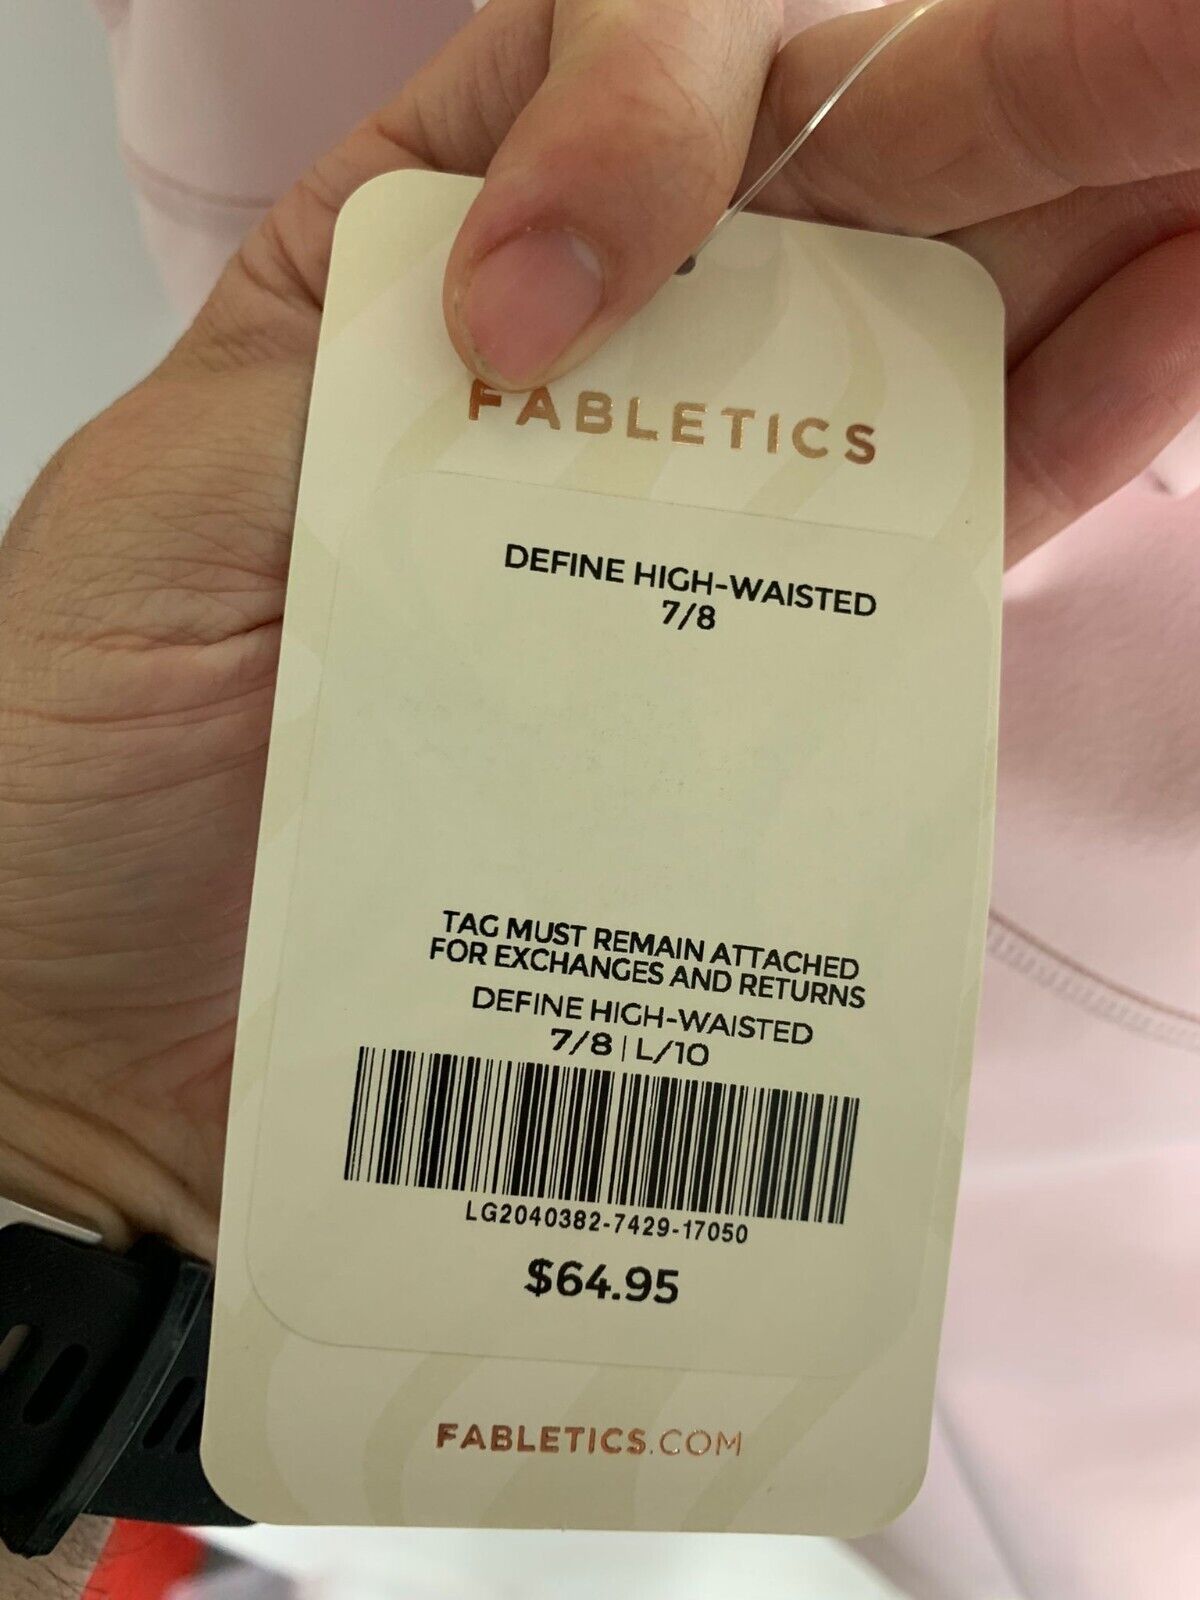 FABLETICS
DEFINE HIGH-WAISTED
7/8
TAG MUST REMAIN ATTACHED
FOR EXCHANGES AND RETURNS
DEFINE HIGH-WAISTED
7/8 | L/10
LG2040382-7429-17050
$64.95
FABLETICS.COM